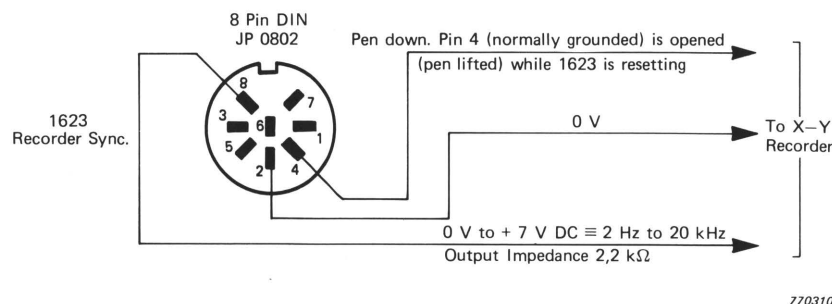 8 Pin DIN
JP 0802
Pen down. Pin 4 (normally grounded) is opened
(pen lifted) while 1623 is resetting
8
7
3
6
1
5
2
4
1623
Recorder Sync.
0 V
To X–Y
Recorder
0 V to + 7 V DC ≡ 2 Hz to 20 kHz
Output Impedance 2,2 kΩ
770310